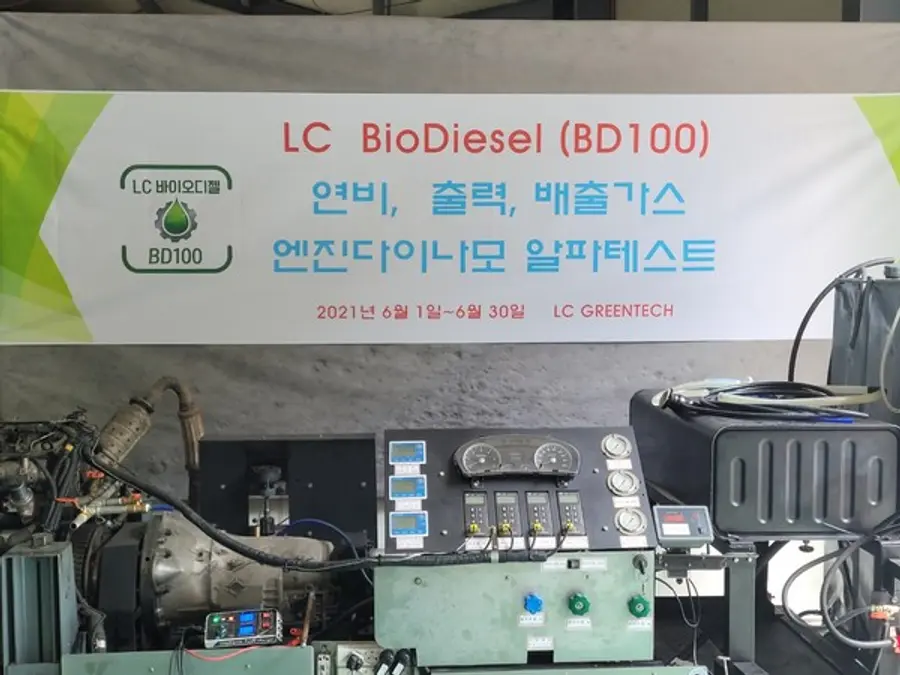 LC BioDiesel (BD100)
LC 바이오디젤
BD100
연비, 출력, 배출가스
엔진다이나모 알파테스트
2021년 6월 1일~6월 30일 LC GREENTECH